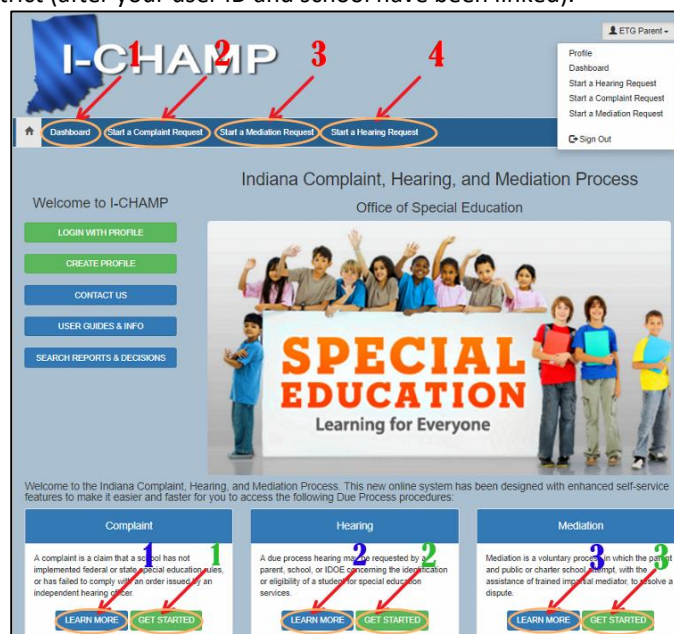 strict (after your user ID and school have been linked).
ETG Parent
I-CHAMP
1 2 3 4
Profile
Dashboard
Start a Hearing Request
Start a Complaint Request
Start a Mediation Request
Sign Out
Dashboard Start a Complaint Request Start a Mediation Request Start a Hearing Request
Indiana Complaint, Hearing, and Mediation Process
Welcome to I-CHAMP
Office of Special Education
LOGIN WITH PROFILE
CREATE PROFILE
CONTACT US
USER GUIDES & INFO
SEARCH REPORTS & DECISIONS
SPECIAL
EDUCATION
Learning for Everyone
Welcome to the Indiana Complaint, Hearing, and Mediation Process. This new online system has been designed with enhanced self-service
features to make it easier and faster for you to access the following Due Process procedures:
Complaint
A complaint is a claim that a school has not
implemented federal or state special education rules,
or has failed to comply with an order issued by an
independent hearing officer.
1 1
LEARN MORE GET STARTED
Hearing
A due process hearing may be requested by a
parent, school, or IDOE concerning the identification
or eligibility of a student for special education
services.
2 2
LEARN MORE GET STARTED
Mediation
Mediation is a voluntary process in which the parent
and public or charter school attempt, with the
assistance of trained impartial mediator, to resolve a
dispute.
3 3
LEARN MORE GET STARTED